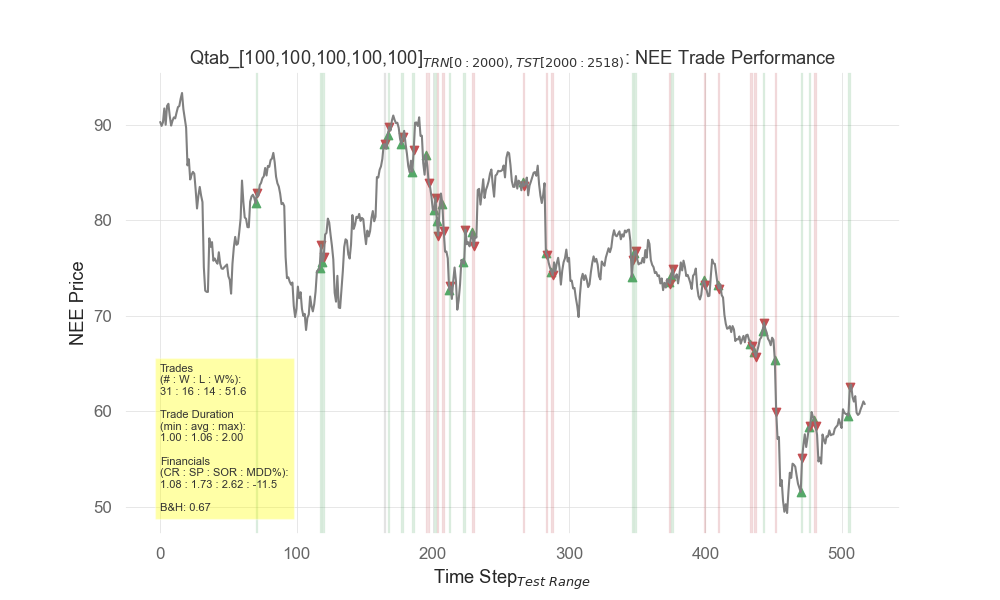 Qtab_[100,100,100,100,100]TRN[0 : 2000), TST[2000 : 2518): NEE Trade Performance
NEE Price
90
80
70
60
50
Trades
(# : W : L : W%):
31 : 16 : 14 : 51.6
Trade Duration
(min : avg : max):
1.00 : 1.06 : 2.00
Financials
(CR : SP : SOR : MDD%):
1.08 : 1.73 : 2.62 : -11.5
B&H: 0.67
0 100 200 300 400 500
Time StepTest Range